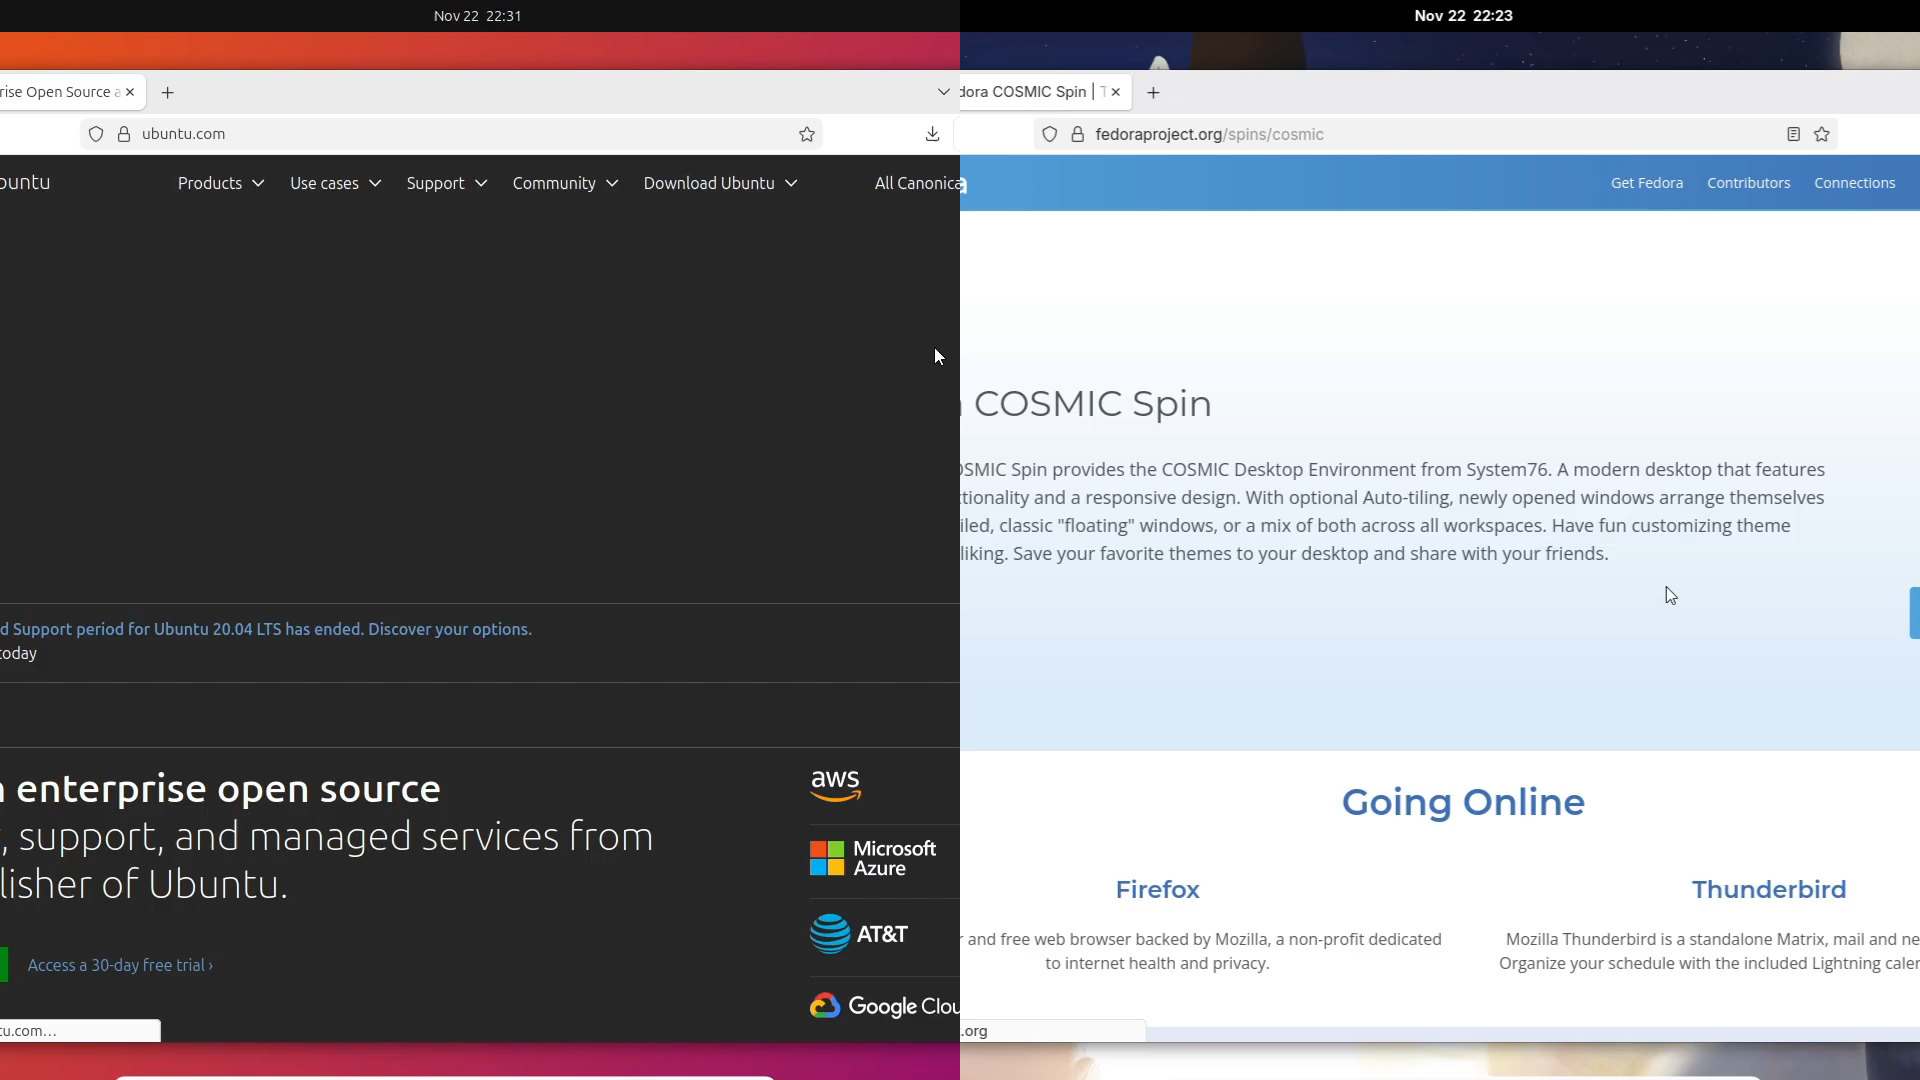 Nov 22 22:31
rise Open Source a
ubuntu.com
buntu
Products
Use cases
Support
Community
Download Ubuntu
All Canonica
d Support period for Ubuntu 20.04 LTS has ended. Discover your options.
today
enterprise open source
, support, and managed services from
lisher of Ubuntu.
Access a 30-day free trial ›
aws
Microsoft
Azure
AT&T
Google Clou
tu.com…
Nov 22 22:23
dora COSMIC Spin | T
fedoraproject.org/spins/cosmic
Get Fedora
Contributors
Connections
COSMIC Spin
OSMIC Spin provides the COSMIC Desktop Environment from System76. A modern desktop that features
ctionality and a responsive design. With optional Auto-tiling, newly opened windows arrange themselves
iled, classic "floating" windows, or a mix of both across all workspaces. Have fun customizing theme
liking. Save your favorite themes to your desktop and share with your friends.
Going Online
Firefox
r and free web browser backed by Mozilla, a non-profit dedicated
to internet health and privacy.
Thunderbird
Mozilla Thunderbird is a standalone Matrix, mail and ne
Organize your schedule with the included Lightning caler
.org